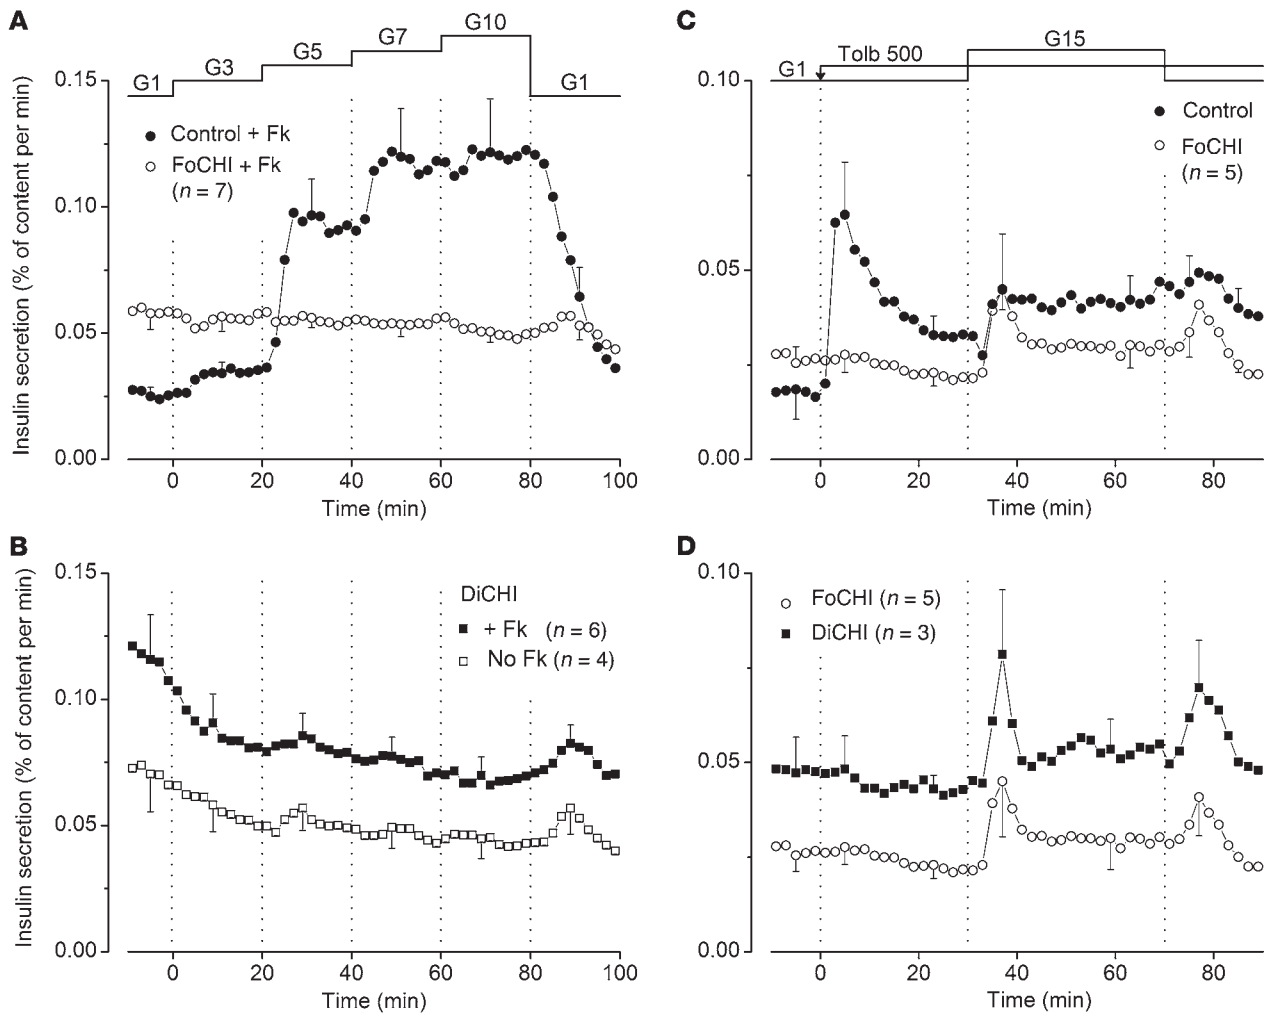 A
G1
G3
G5
G7
G10
G1
Insulin secretion (% of content per min)
0.15
0.10
0.05
0.00
Control + Fk
FoCHI + Fk
(n = 7)
0
20
40
60
80
100
Time (min)
C
G1
Tolb 500
G15
0.10
0.05
0.00
Control
FoCHI
(n = 5)
0
20
40
60
80
Time (min)
B
Insulin secretion (% of content per min)
0.15
0.10
0.05
0.00
DiCHI
+ Fk (n = 6)
No Fk (n = 4)
0
20
40
60
80
100
Time (min)
D
0.10
0.05
0.00
FoCHI (n = 5)
DiCHI (n = 3)
0
20
40
60
80
Time (min)